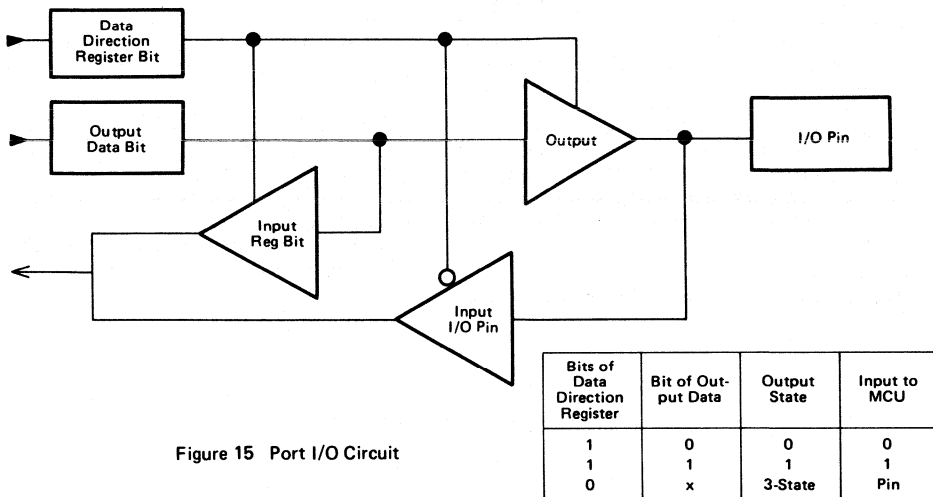 Data
Direction
Register Bit
Output
Data Bit
Output
I/O Pin
Input
Reg Bit
Input
I/O Pin
Figure 15 Port I/O Circuit
Bits of
Data
Direction
Register
Bit of Out-
put Data
Output
State
Input to
MCU
1 0 0 0
1 1 1 1
0 x 3-State Pin